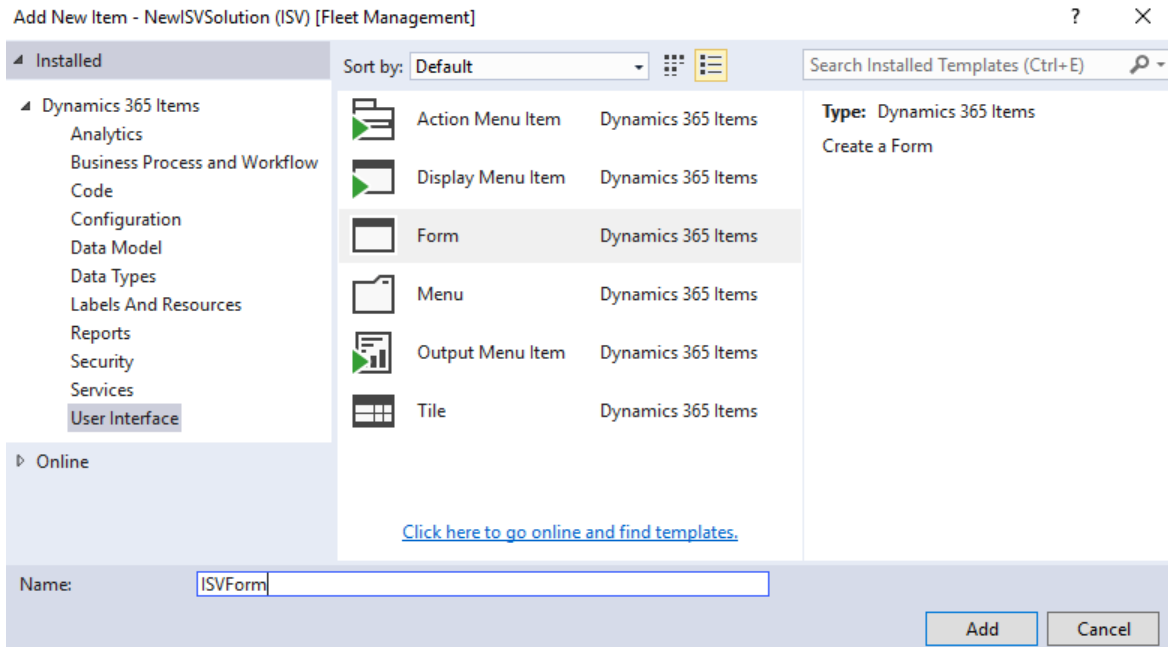 Add New Item - NewISVSolution (ISV) [Fleet Management]
?
Installed
Dynamics 365 Items
Analytics
Business Process and Workflow
Code
Configuration
Data Model
Data Types
Labels And Resources
Reports
Security
Services
User Interface
Online
Sort by: Default
Action Menu Item Dynamics 365 Items
Display Menu Item Dynamics 365 Items
Form Dynamics 365 Items
Menu Dynamics 365 Items
Output Menu Item Dynamics 365 Items
Tile Dynamics 365 Items
Click here to go online and find templates.
Search Installed Templates (Ctrl+E)
Type: Dynamics 365 Items
Create a Form
Name: ISVForm
Add Cancel